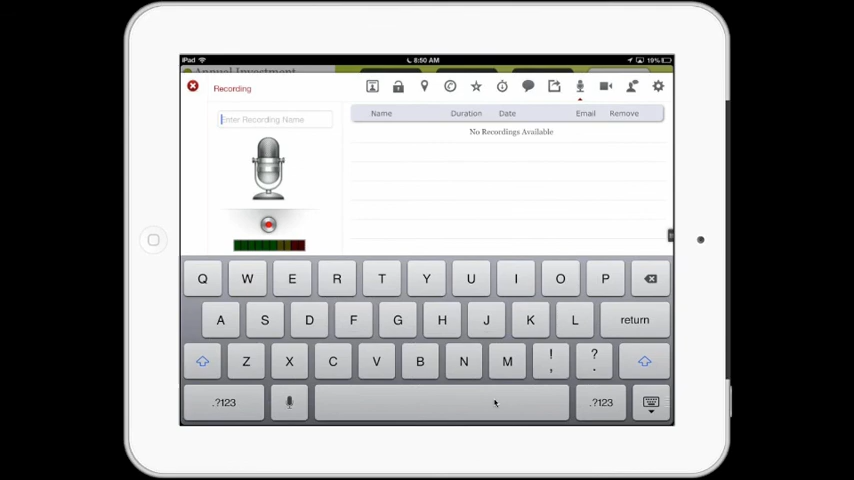 iPad 8:50 AM 19%
Annual Investment
Recording
Enter Recording Name
Name Duration Date Email Remove
No Recordings Available
Q W E R T Y U I O P
A S D F G H J K L return
Z X C V B N M ! , ? .
.?123 .?123